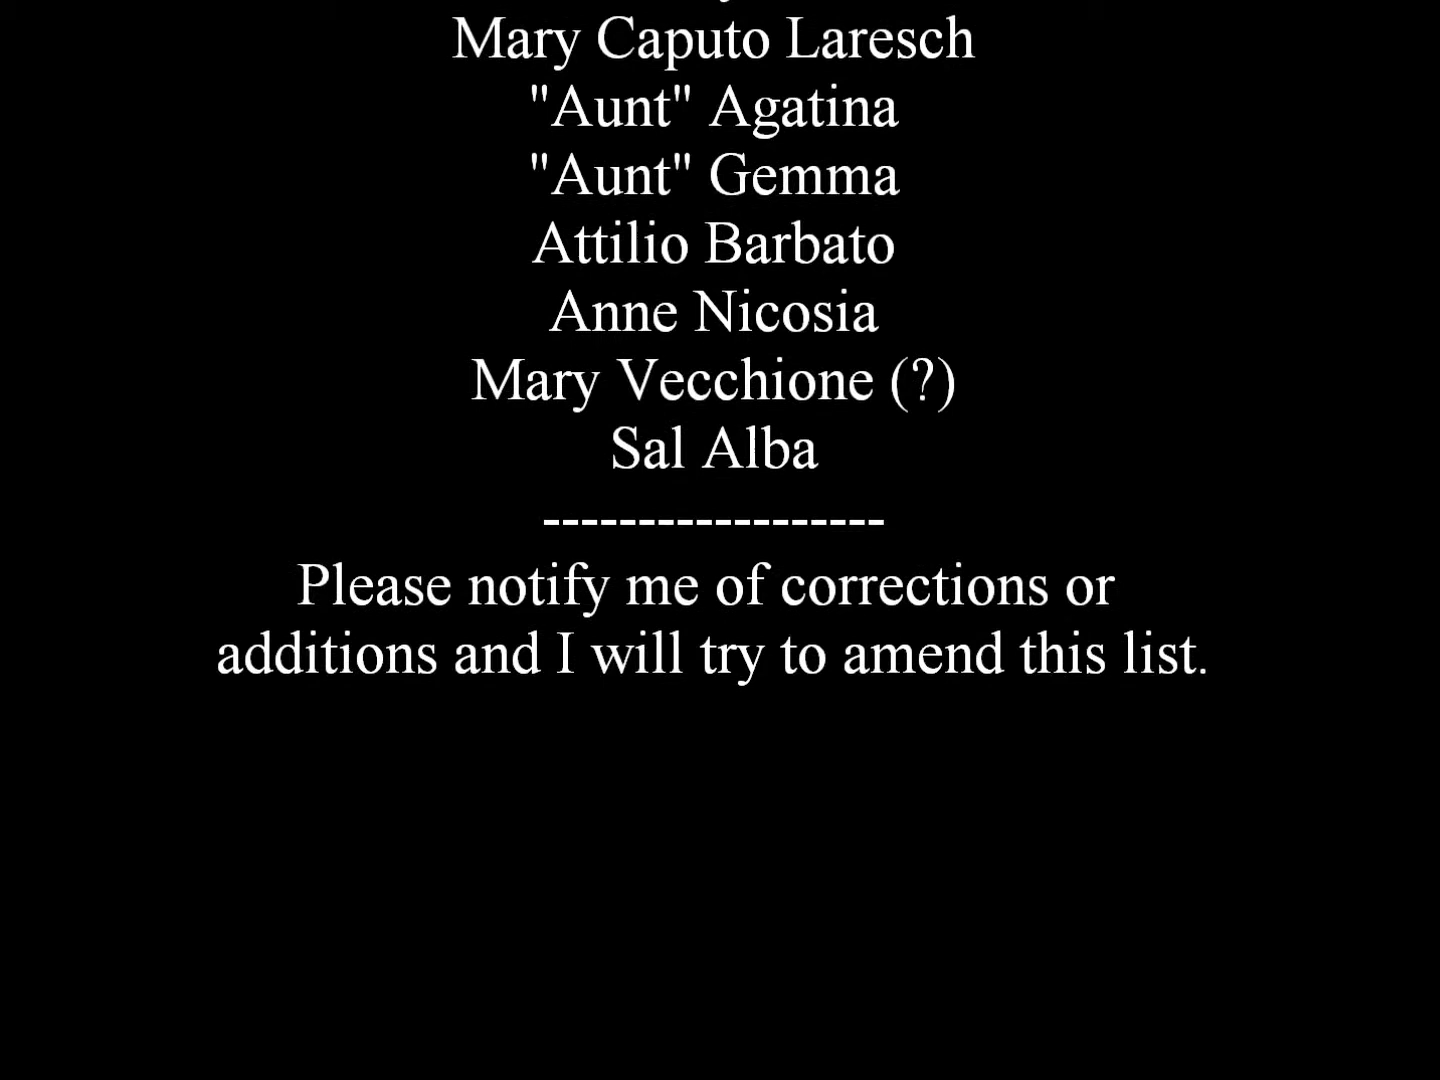 Mary Caputo Laresch
"Aunt" Agatina
"Aunt" Gemma
Attilio Barbato
Anne Nicosia
Mary Vecchione (?)
Sal Alba
------------------
Please notify me of corrections or
additions and I will try to amend this list.